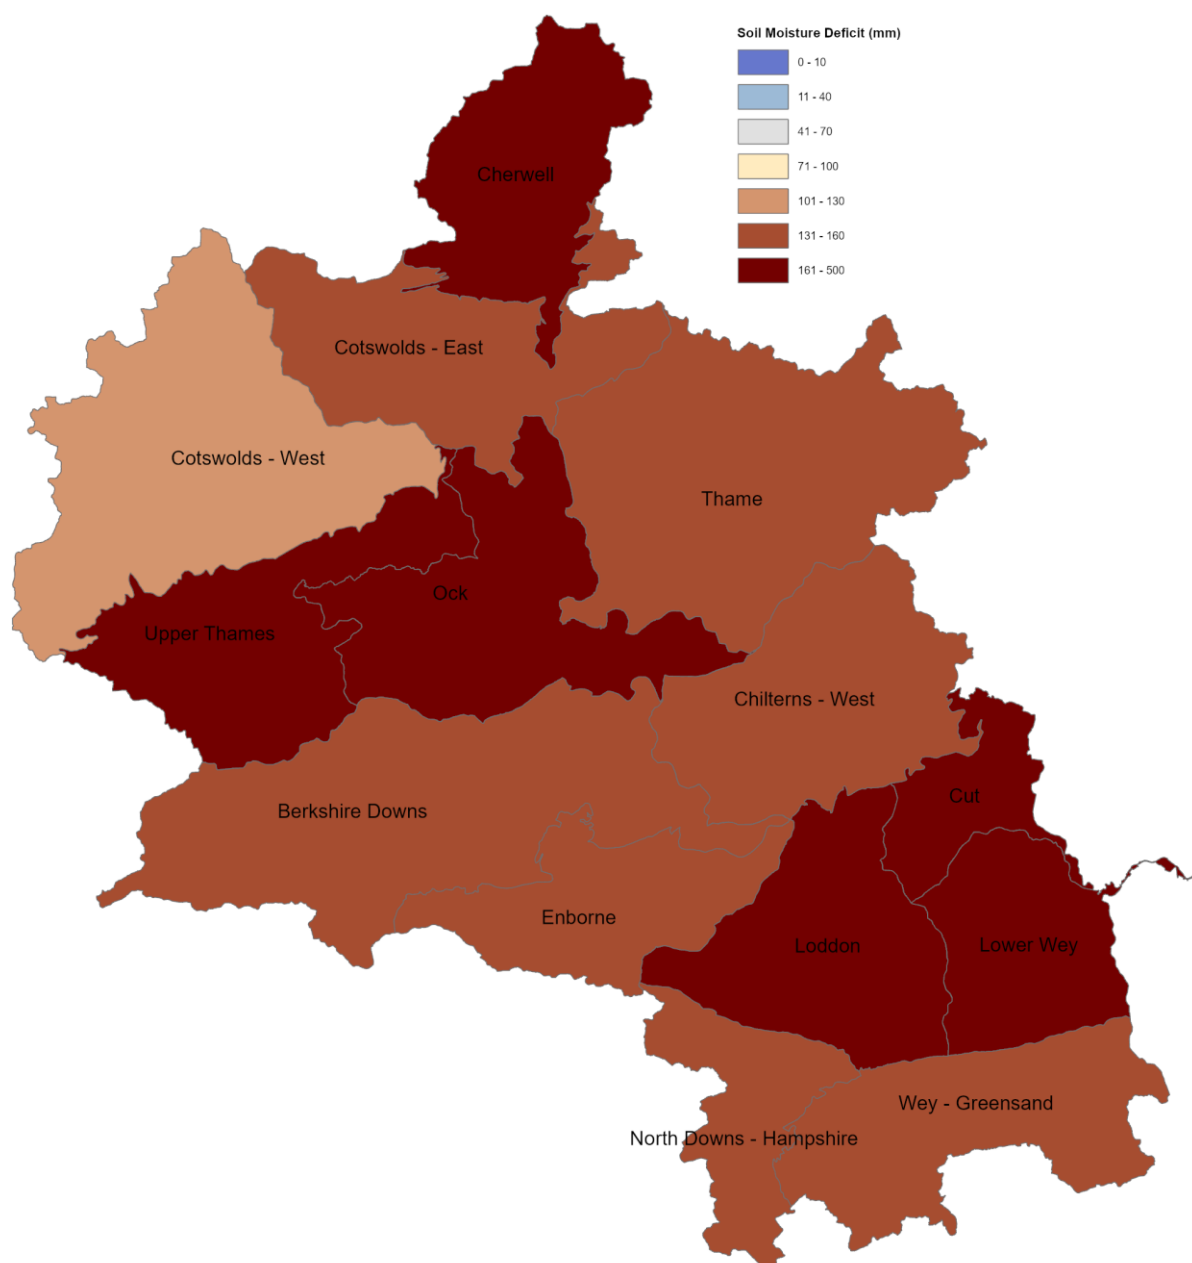 Soil Moisture Deficit (mm)
0 - 10
11 - 40
41 - 70
71 - 100
101 - 130
131 - 160
161 - 500
Cherwell
Cotswolds - East
Cotswolds - West
Thame
Ock
Upper Thames
Chilterns - West
Cut
Berkshire Downs
Enborne
Loddon
Lower Wey
Wey - Greensand
North Downs - Hampshire